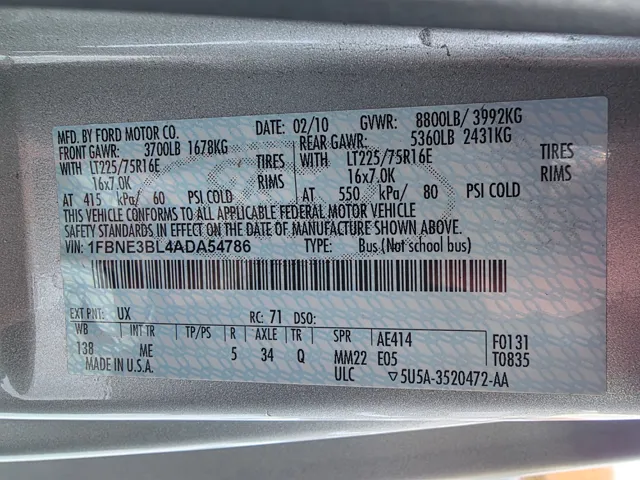 MFD. BY FORD MOTOR CO.
DATE: 02/10 GVWR: 8800LB/ 3992KG
FRONT GAWR: 3700LB 1678KG REAR GAWR: 5360LB 2431KG
WITH LT225/75R16E TIRES WITH LT225/75R16E TIRES
16x7.0K RIMS 16x7.0K RIMS
AT 415 kPa/ 60 PSI COLD AT 550 kPa/ 80 PSI COLD
THIS VEHICLE CONFORMS TO ALL APPLICABLE FEDERAL MOTOR VEHICLE
SAFETY STANDARDS IN EFFECT ON THE DATE OF MANUFACTURE SHOWN ABOVE.
VIN: 1FBNE3BL4ADA54786 TYPE: Bus (Not school bus)
EXT PNT: UX RC: 71 DSO:
WB INT TR TP/PS R AXLE TR SPR AE414 F0131
138 ME 5 34 Q MM22 E05 T0835
MADE IN U.S.A. ULC ▽5U5A-3520472-AA